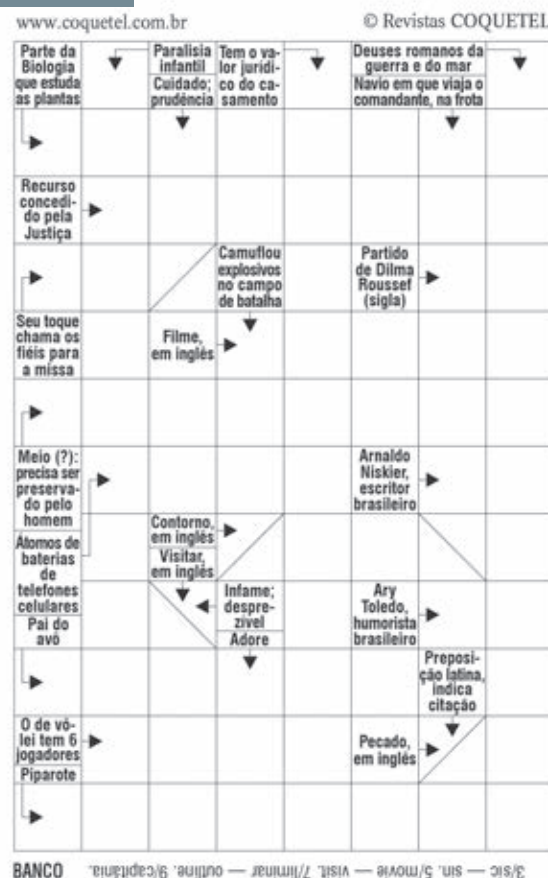 www.coquetel.com.br
© Revistas COQUETEL
Parte da
Biologia
que estuda
as plantas
Paralisia
infantil
Cuidado;
prudência
Tem o va-
lor jurídi-
co do ca-
samento
Deuses romanos da
guerra e do mar
Navio em que viaja o
comandante, na frota
Recurso
concedi-
do pela
Justiça
Camuflou
explosivos
no campo
de batalha
Partido
de Dilma
Roussef
(sigla)
Seu toque
chama os
fiéis para
a missa
Filme,
em inglês
Meio (?):
precisa ser
preserva-
do pelo
homem
Arnaldo
Niskier,
escritor
brasileiro
Átomos de
baterias
de
telefones
celulares
Contorno,
em inglês
Visitar,
em inglês
Pai do
avô
Infame;
despre-
zível
Adore
Ary
Toledo,
humorista
brasileiro
Preposi-
ção latina,
indica
citação
O de vô-
lei tem 6
jogadores
Piparote
Pecado,
em inglês
BANCO
3/sic — sin. 5/movie — visit. 7/liminar — outline. 9/capitânia.